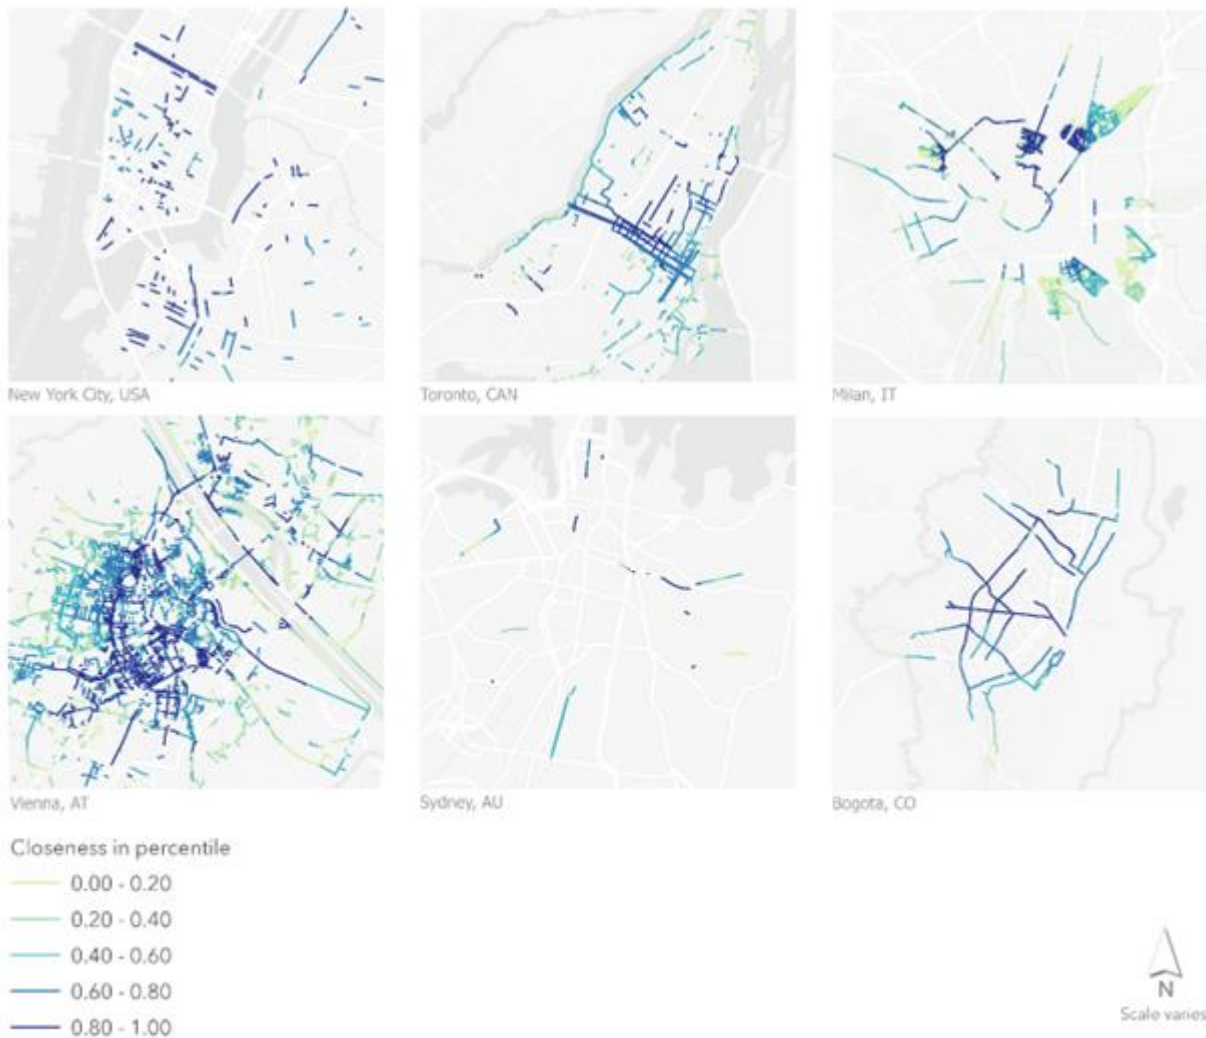 New York City, USA
Toronto, CAN
Milan, IT
Vienna, AT
Sydney, AU
Bogota, CO
Closeness in percentile
0.00 - 0.20
0.20 - 0.40
0.40 - 0.60
0.60 - 0.80
0.80 - 1.00
N
Scale varies